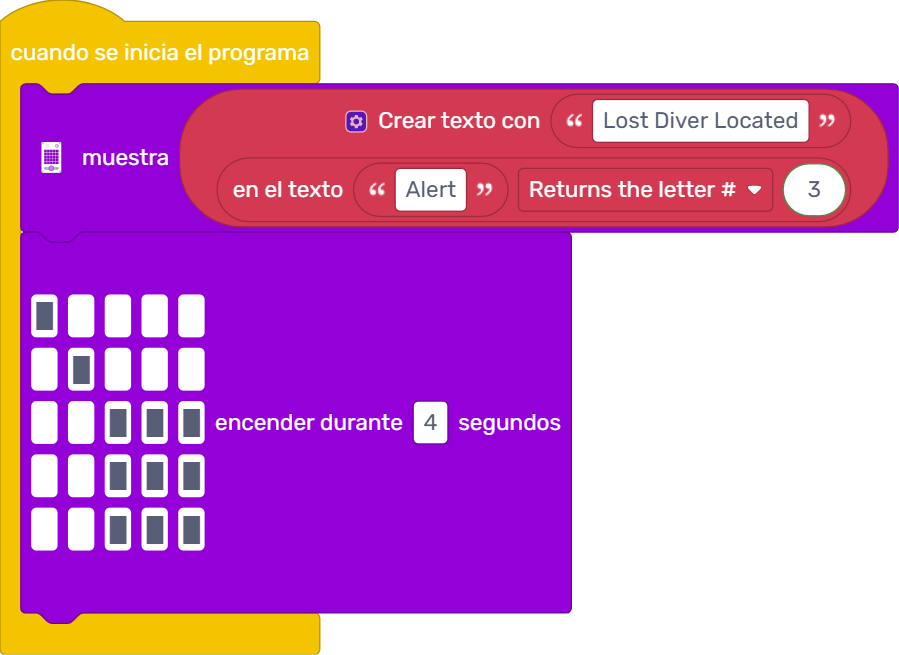 cuando se inicia el programa
Crear texto con “ Lost Diver Located ”
muestra
en el texto “ Alert ” Returns the letter # 3
encender durante 4 segundos